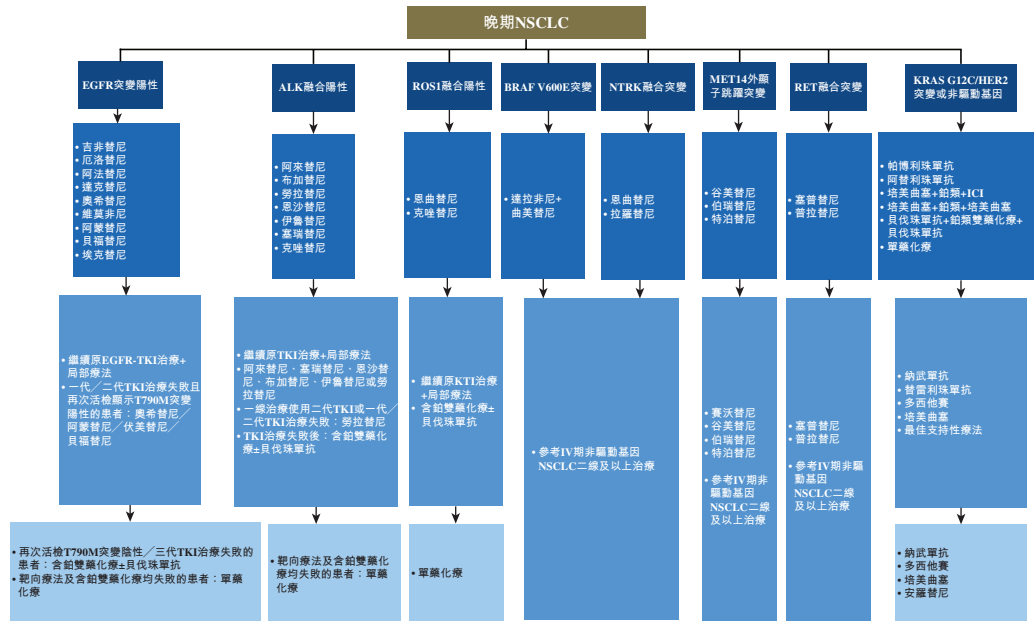 晚期NSCLC
EGFR突變陽性
ALK融合陽性
ROS1融合陽性
BRAF V600E突變
NTRK融合突變
MET14外顯
子跳躍突變
RET融合突變
KRAS G12C/HER2
突變或非驅動基因
• 吉非替尼
• 厄洛替尼
• 阿法替尼
• 達克替尼
• 奧希替尼
• 維莫非尼
• 阿蒙替尼
• 貝福替尼
• 埃克替尼
• 阿來替尼
• 布加替尼
• 勞拉替尼
• 恩沙替尼
• 伊魯替尼
• 塞瑞替尼
• 克唑替尼
• 恩曲替尼
• 克唑替尼
• 達拉非尼+
曲美替尼
• 恩曲替尼
• 拉羅替尼
• 谷美替尼
• 伯瑞替尼
• 特泊替尼
• 塞普替尼
• 普拉替尼
• 帕博利珠單抗
• 阿替利珠單抗
• 培美曲塞+鉑類+ICI
• 培美曲塞+鉑類+培美曲塞
• 貝伐珠單抗+鉑類雙藥化療+
貝伐珠單抗
• 單藥化療
• 繼續原EGFR-TKI治療+
局部療法
• 一代／二代TKI治療失敗且
再次活檢顯示T790M突變
陽性的患者：奧希替尼／
阿蒙替尼／伏美替尼／
貝福替尼
• 繼續原TKI治療+局部療法
• 阿來替尼、塞瑞替尼、恩沙替
尼、布加替尼、伊魯替尼或勞
拉替尼
• 一線治療使用二代TKI或一代／
二代TKI治療失敗：勞拉替尼
• TKI治療失敗後：含鉑雙藥化
療±貝伐珠單抗
• 繼續原KTI治療
+局部療法
• 含鉑雙藥化療±
貝伐珠單抗
• 參考IV期非驅動基因
NSCLC二線及以上治療
• 賽沃替尼
• 谷美替尼
• 伯瑞替尼
• 特泊替尼
• 參考IV期非
驅動基因
NSCLC二線
及以上治療
• 塞普替尼
• 普拉替尼
• 參考IV期非驅
動基因
NSCLC二線
及以上治療
• 納武單抗
• 替雷利珠單抗
• 多西他賽
• 培美曲塞
• 最佳支持性療法
• 再次活檢T790M突變陰性／三代TKI治療失敗的
患者：含鉑雙藥化療±貝伐珠單抗
• 靶向療法及含鉑雙藥化療均失敗的患者：單藥
化療
• 靶向療法及含鉑雙藥化
療均失敗的患者：單藥
化療
• 單藥化療
• 納武單抗
• 多西他賽
• 培美曲塞
• 安羅替尼